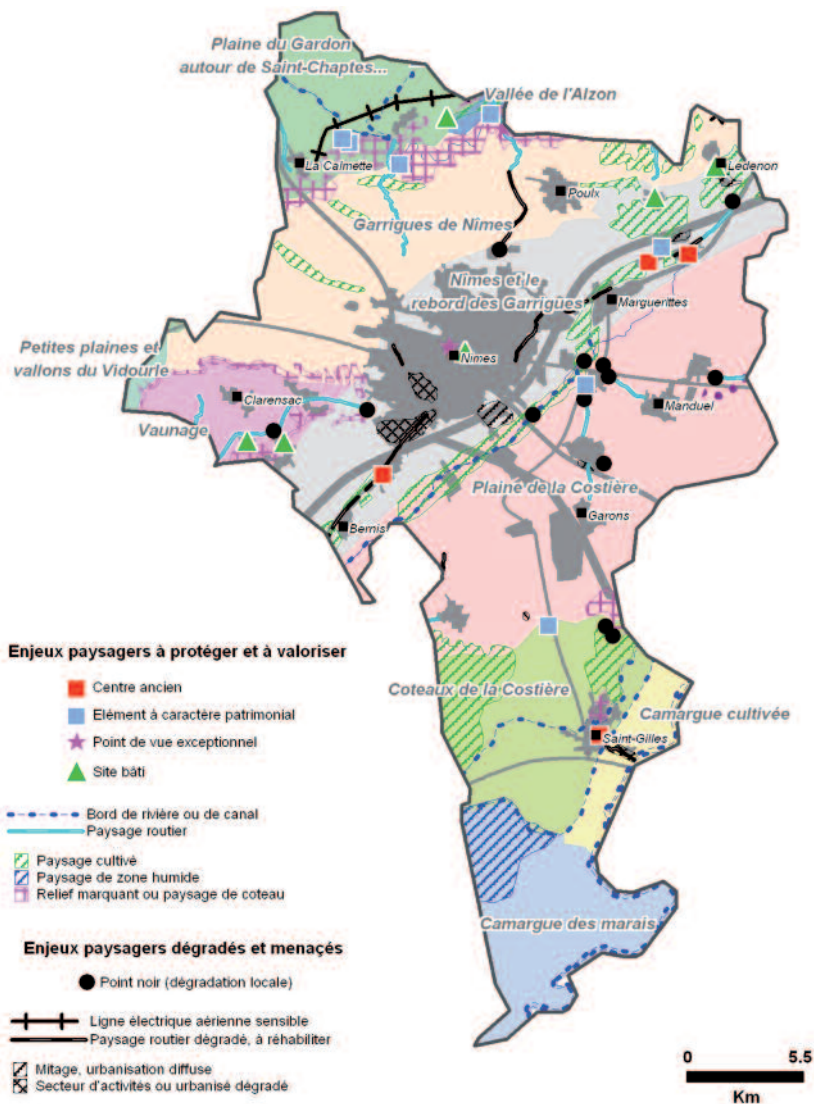 Plaine du Gardon
autour de Saint-Chaptes...
Vallée de l'Alzon
La Calmette
Ledenon
Poulx
Garrigues de Nîmes
Nîmes et le
rebord des Garrigues
Marguerittes
Petites plaines et
vallons du Vidourle
Nîmes
Clarensac
Manduel
Vaunage
Plaine de la Costière
Garons
Bernis
Enjeux paysagers à protéger et à valoriser
Centre ancien
Elément à caractère patrimonial
Point de vue exceptionnel
Site bâti
Bord de rivière ou de canal
Paysage routier
Paysage cultivé
Paysage de zone humide
Relief marquant ou paysage de coteau
Coteaux de la Costière
Camargue cultivée
Saint-Gilles
Camargue des marais
Enjeux paysagers dégradés et menaçés
Point noir (dégradation locale)
Ligne électrique aérienne sensible
Paysage routier dégradé, à réhabiliter
Mitage, urbanisation diffuse
Secteur d'activités ou urbanisé dégradé
0 5.5
Km